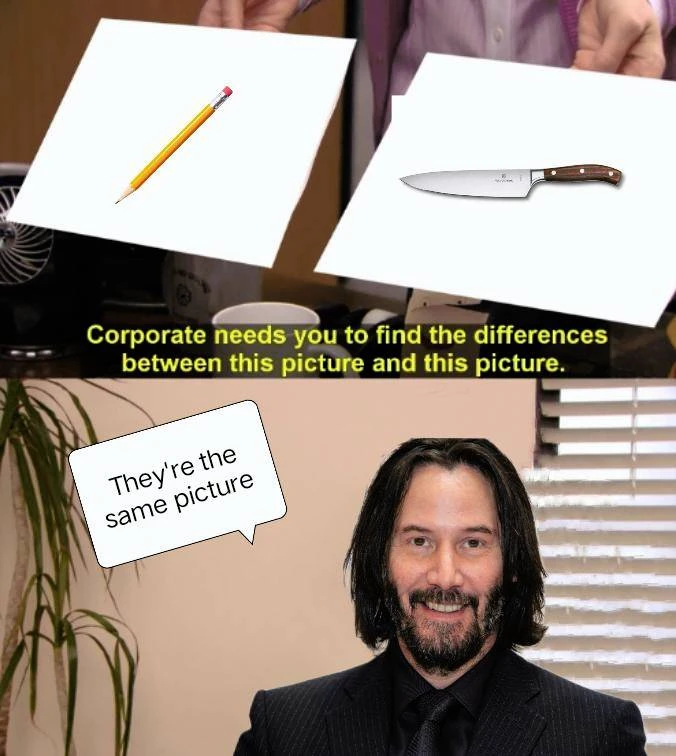 Corporate needs you to find the differences
between this picture and this picture.
They're the
same picture